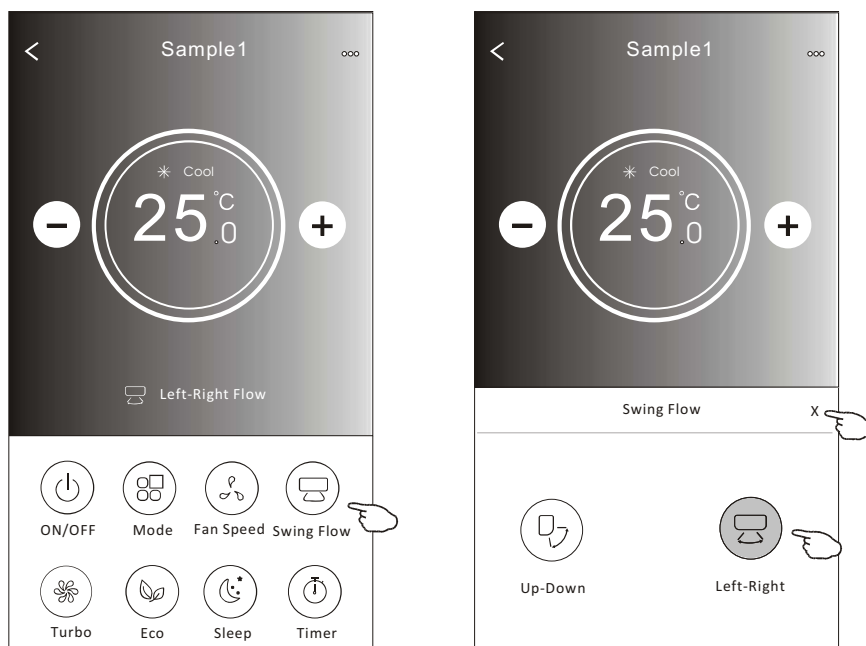 Sample1
Cool
25.0°C
Left-Right Flow
ON/OFF Mode Fan Speed Swing Flow
Turbo Eco Sleep Timer
Sample1
Cool
25.0°C
Swing Flow X
Up-Down Left-Right